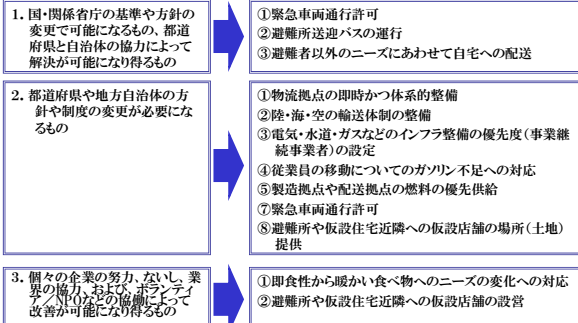 1. 国・関係省庁の基準や方針の
変更で可能になるもの、都道
府県と自治体の協力によって
解決が可能になり得るもの
①緊急車両通行許可
②避難所送迎バスの運行
③避難者以外のニーズにあわせて自宅への配送
2. 都道府県や地方自治体の方
針や制度の変更が必要にな
るもの
①物流拠点の即時かつ体系的整備
②陸・海・空の輸送体制の整備
③電気・水道・ガスなどのインフラ整備の優先度（事業継
続事業者）の設定
④従業員の移動についてのガソリン不足への対応
⑤製造拠点や配送拠点の燃料の優先供給
⑦緊急車両通行許可
⑧避難所や仮設住宅近隣への仮設店舗の場所（土地）
提供
3. 個々の企業の努力、ないし、業
界の協力、および、ボランティ
ア／NPOなどの協働によって
改善が可能になり得るもの
①即食性から暖かい食べ物へのニーズの変化への対応
②避難所や仮設住宅近隣への仮設店舗の設営